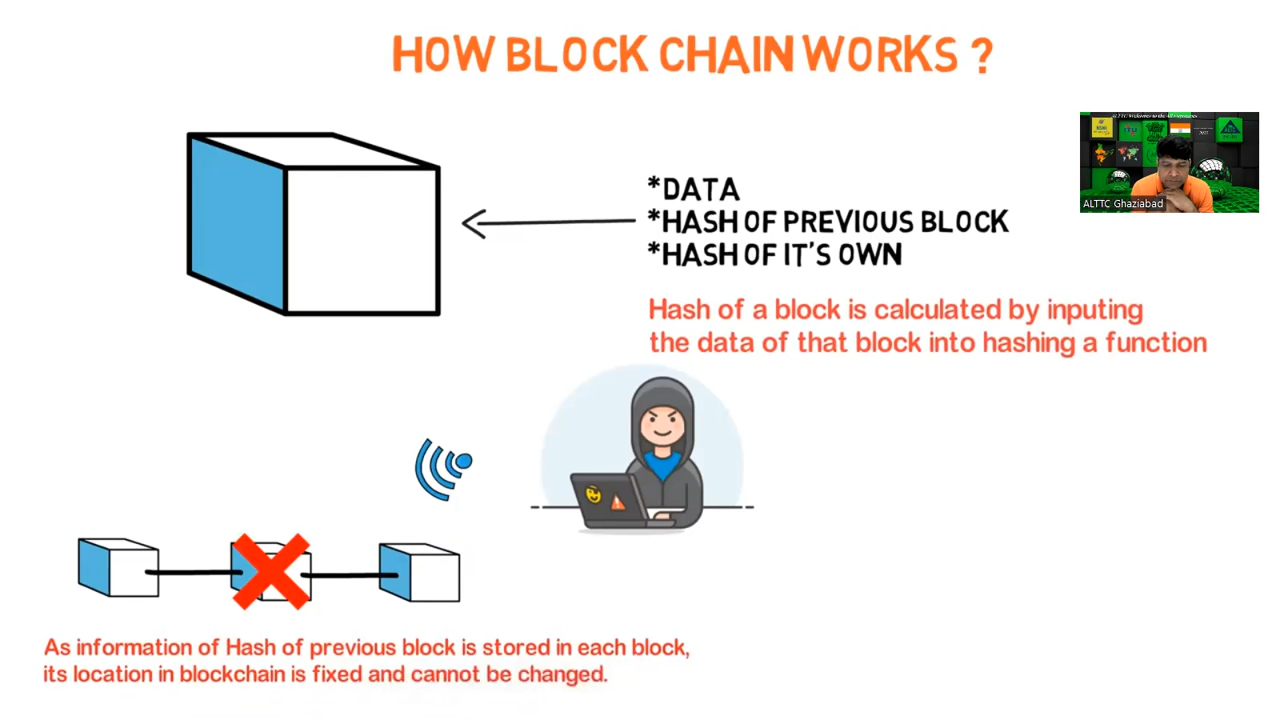 HOW BLOCK CHAIN WORKS ?
*DATA
*HASH OF PREVIOUS BLOCK
*HASH OF IT'S OWN
Hash of a block is calculated by inputing
the data of that block into hashing a function
ALTTC Ghaziabad
As information of Hash of previous block is stored in each block,
its location in blockchain is fixed and cannot be changed.